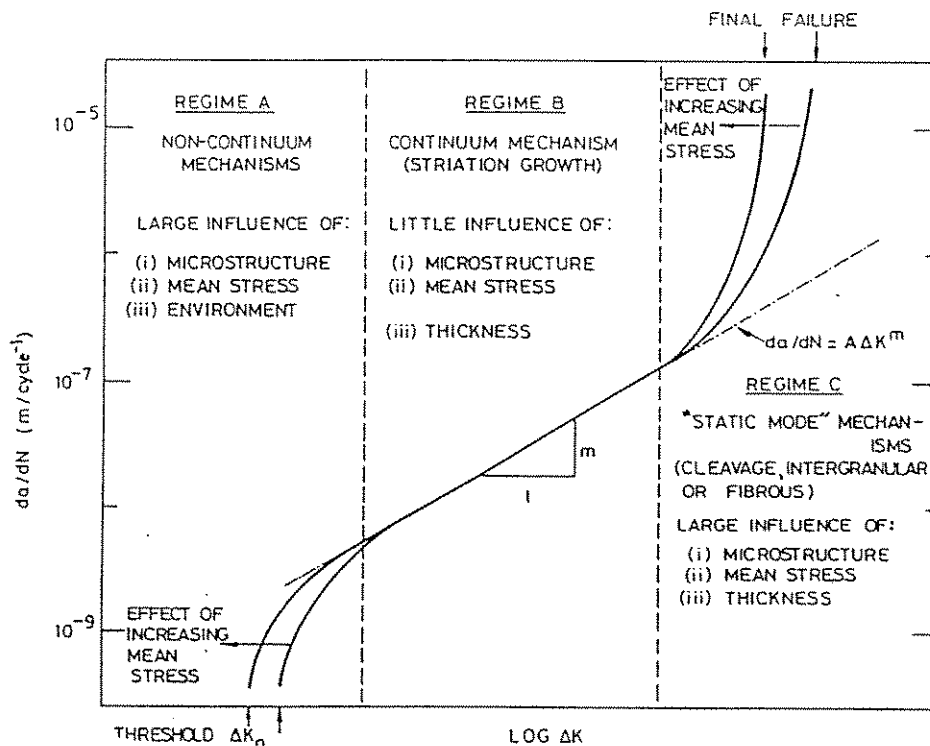 FINAL FAILURE
REGIME A
NON-CONTINUUM
MECHANISMS
LARGE INFLUENCE OF:
(i) MICROSTRUCTURE
(ii) MEAN STRESS
(iii) ENVIRONMENT
REGIME B
CONTINUUM MECHANISM
(STRIATION GROWTH)
LITTLE INFLUENCE OF:
(i) MICROSTRUCTURE
(ii) MEAN STRESS
(iii) THICKNESS
EFFECT OF
INCREASING
MEAN
STRESS
da/dN = AΔK^m
REGIME C
"STATIC MODE" MECHAN-
ISMS
(CLEAVAGE, INTERGRANULAR
OR FIBROUS)
LARGE INFLUENCE OF:
(i) MICROSTRUCTURE
(ii) MEAN STRESS
(iii) THICKNESS
m
1
EFFECT OF
INCREASING
MEAN
STRESS
10^-5
10^-7
10^-9
da/dN (m/cycle^-1)
THRESHOLD ΔK₀
LOG ΔK